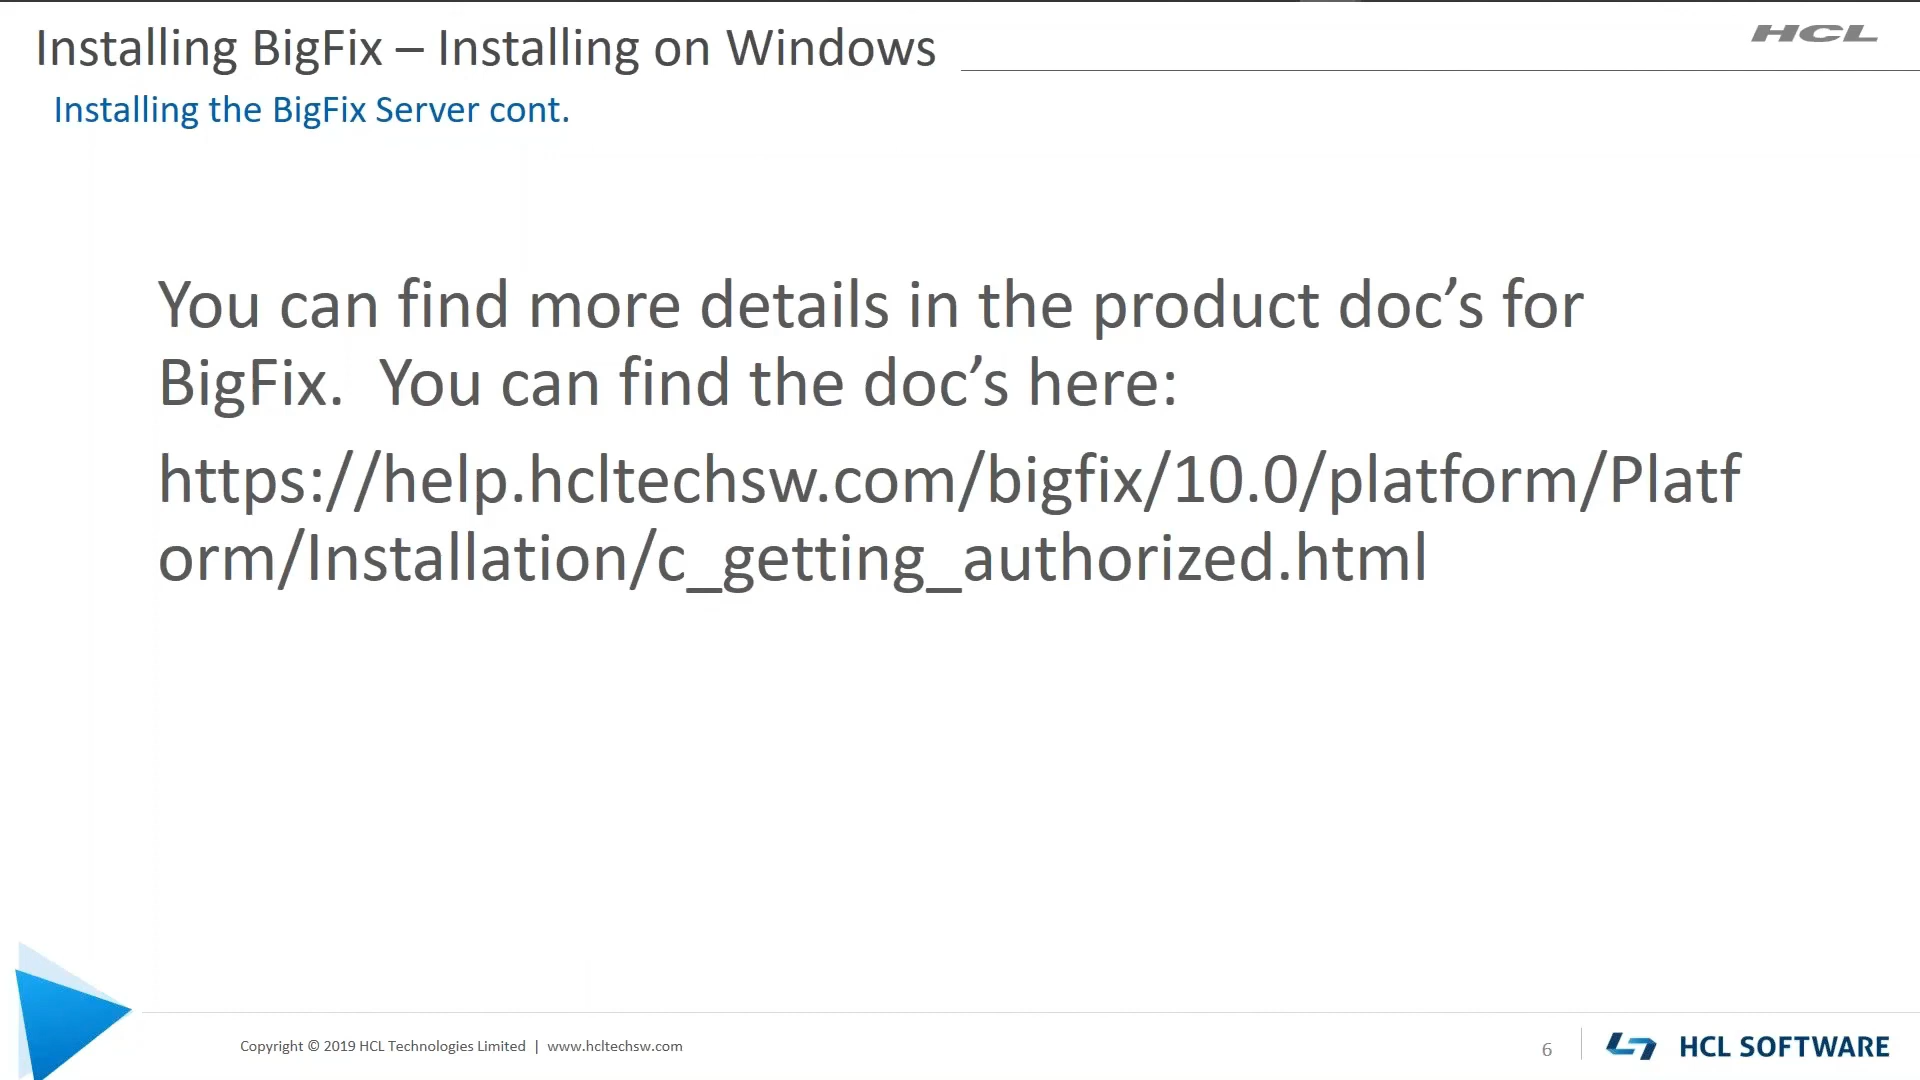 Installing BigFix – Installing on Windows
HCL
Installing the BigFix Server cont.
You can find more details in the product doc’s for
BigFix.  You can find the doc’s here:
https://help.hcltechsw.com/bigfix/10.0/platform/Platf
orm/Installation/c_getting_authorized.html
Copyright © 2019 HCL Technologies Limited | www.hcltechsw.com
6
HCL SOFTWARE